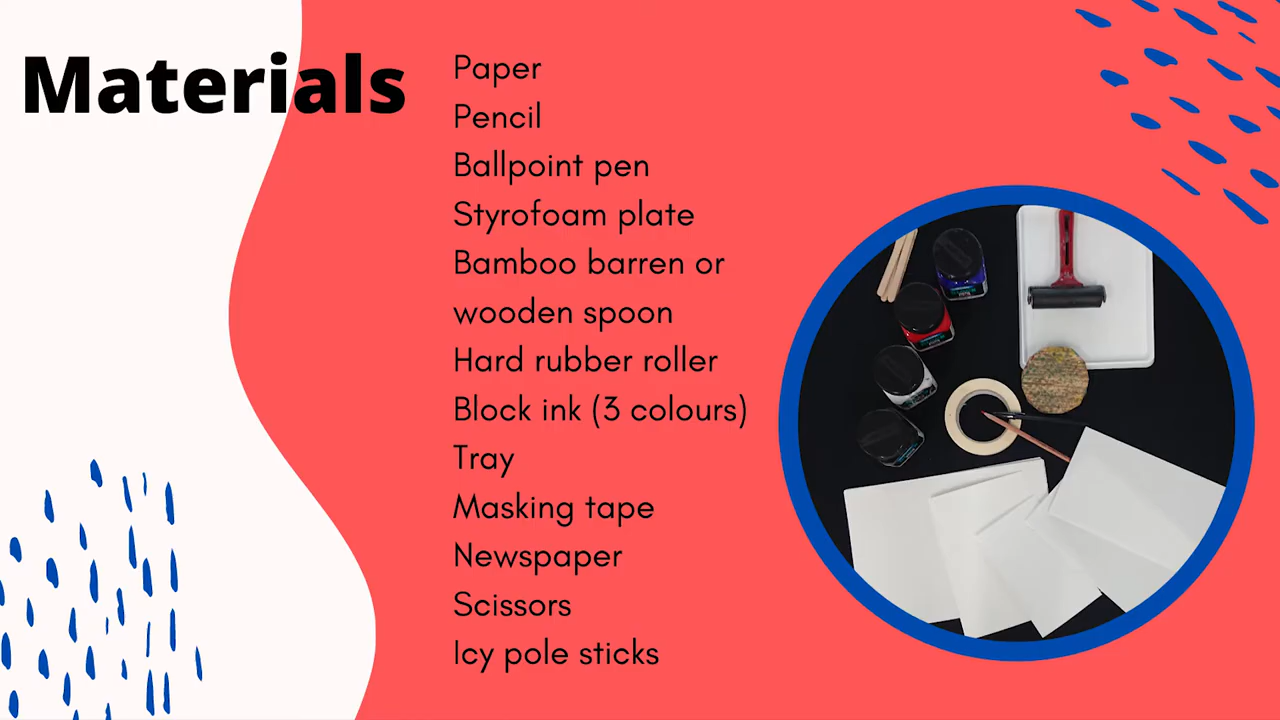 Materials
Paper
Pencil
Ballpoint pen
Styrofoam plate
Bamboo barren or
wooden spoon
Hard rubber roller
Block ink (3 colours)
Tray
Masking tape
Newspaper
Scissors
Icy pole sticks